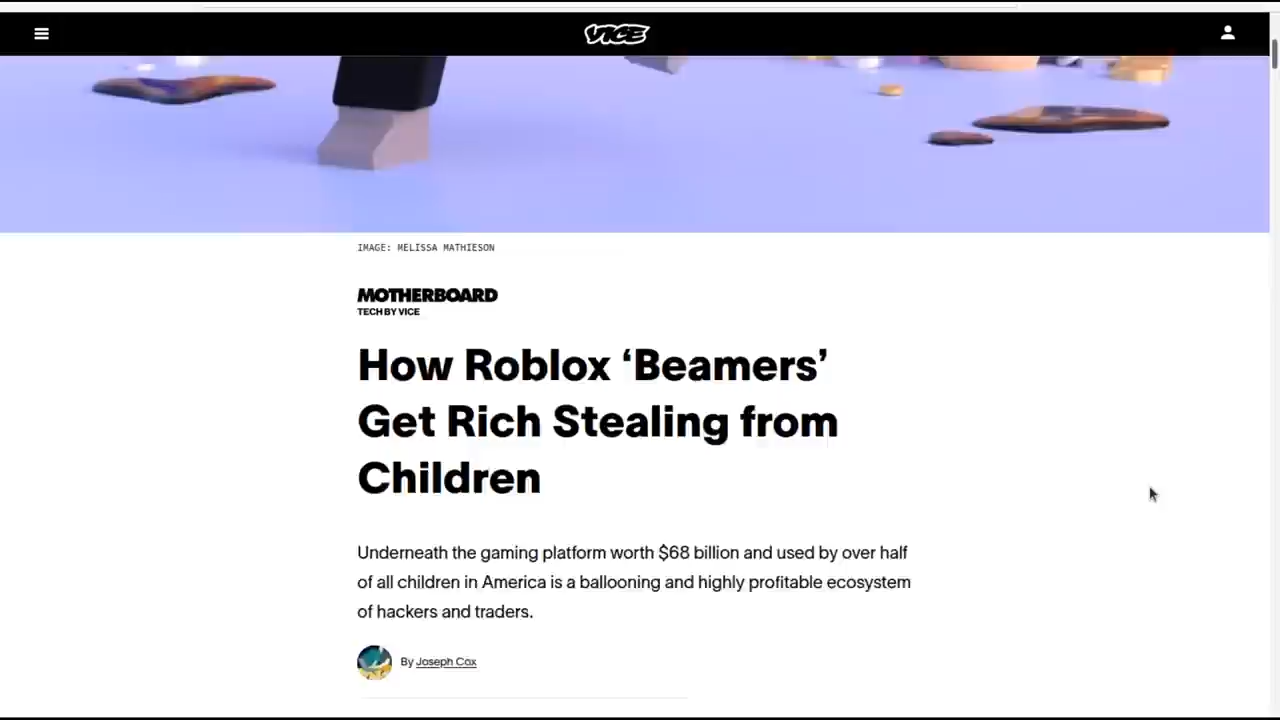 VICE
IMAGE: MELISSA MATHIESON
MOTHERBOARD
TECH BY VICE
How Roblox ‘Beamers’
Get Rich Stealing from
Children
Underneath the gaming platform worth $68 billion and used by over half
of all children in America is a ballooning and highly profitable ecosystem
of hackers and traders.
By Joseph Cox